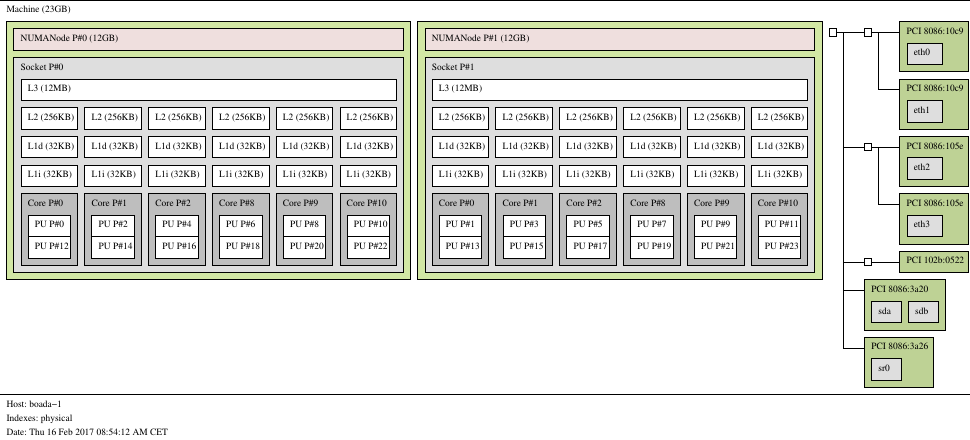 Machine (23GB)
NUMANode P#0 (12GB)
Socket P#0
L3 (12MB)
L2 (256KB) L2 (256KB) L2 (256KB) L2 (256KB) L2 (256KB) L2 (256KB)
L1d (32KB) L1d (32KB) L1d (32KB) L1d (32KB) L1d (32KB) L1d (32KB)
L1i (32KB) L1i (32KB) L1i (32KB) L1i (32KB) L1i (32KB) L1i (32KB)
Core P#0 Core P#1 Core P#2 Core P#8 Core P#9 Core P#10
PU P#0 PU P#2 PU P#4 PU P#6 PU P#8 PU P#10
PU P#12 PU P#14 PU P#16 PU P#18 PU P#20 PU P#22
NUMANode P#1 (12GB)
Socket P#1
L3 (12MB)
L2 (256KB) L2 (256KB) L2 (256KB) L2 (256KB) L2 (256KB) L2 (256KB)
L1d (32KB) L1d (32KB) L1d (32KB) L1d (32KB) L1d (32KB) L1d (32KB)
L1i (32KB) L1i (32KB) L1i (32KB) L1i (32KB) L1i (32KB) L1i (32KB)
Core P#0 Core P#1 Core P#2 Core P#8 Core P#9 Core P#10
PU P#1 PU P#3 PU P#5 PU P#7 PU P#9 PU P#11
PU P#13 PU P#15 PU P#17 PU P#19 PU P#21 PU P#23
PCI 8086:10c9
eth0
PCI 8086:10c9
eth1
PCI 8086:105e
eth2
PCI 8086:105e
eth3
PCI 102b:0522
PCI 8086:3a20
sda sdb
PCI 8086:3a26
sr0
Host: boada−1
Indexes: physical
Date: Thu 16 Feb 2017 08:54:12 AM CET